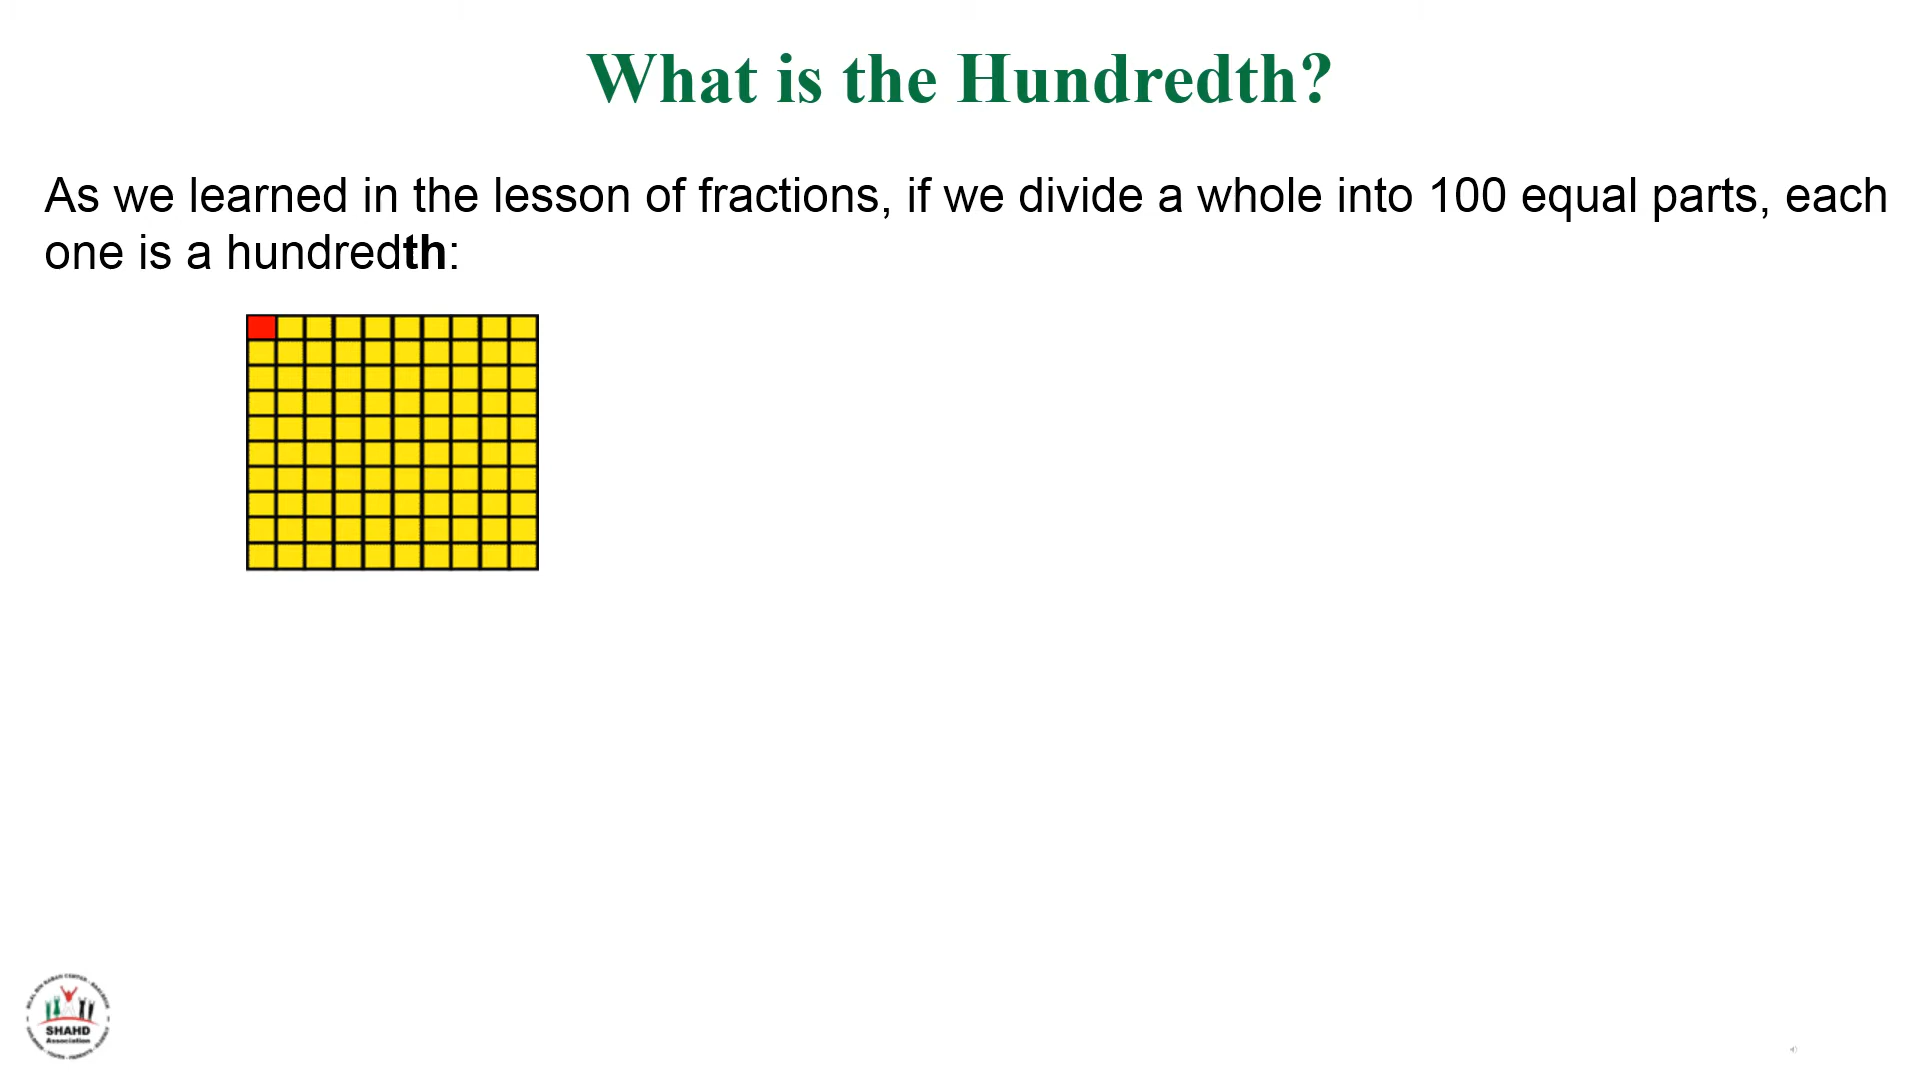 What is the Hundredth?
As we learned in the lesson of fractions, if we divide a whole into 100 equal parts, each
one is a hundredth:
SHAHD
Association